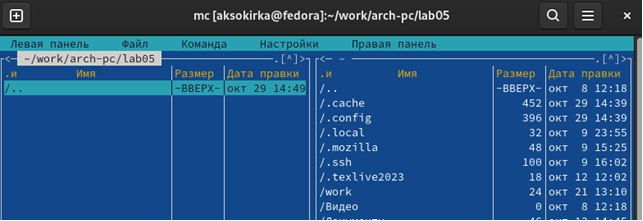 mc [aksokirka@fedora]:~/work/arch-pc/lab05
Левая панель Файл Команда Настройки Правая панель
~/work/arch-pc/lab05 .[^]>
.и Имя Размер Дата правки
/.. -ВВЕРХ- окт 29 14:49
<- ~ .[^]>
.и Имя Размер Дата правки
/.. -ВВЕРХ- окт 8 12:18
/.cache 452 окт 29 14:39
/.config 396 окт 29 14:39
/.local 32 окт 9 23:55
/.mozilla 48 окт 9 15:25
/.ssh 100 окт 9 16:02
/.texlive2023 18 окт 12 12:02
/work 24 окт 21 13:10
/Видео 0 окт 8 12:18